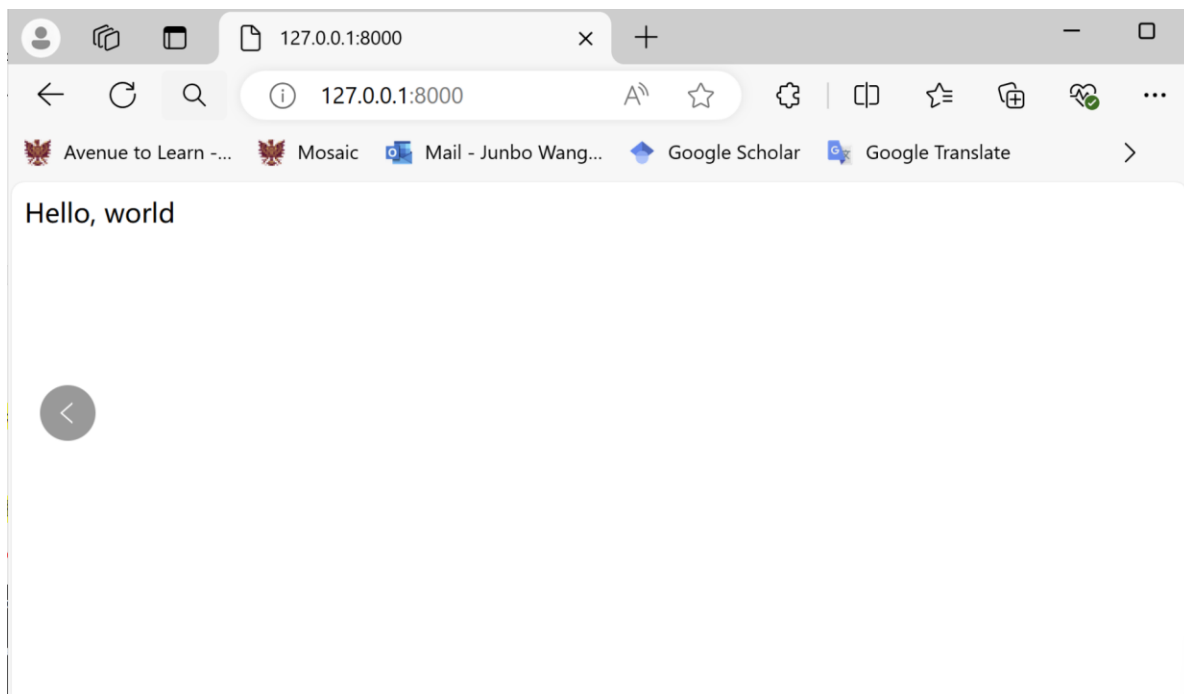 127.0.0.1:8000
127.0.0.1:8000
Avenue to Learn -... Mosaic Mail - Junbo Wang... Google Scholar Google Translate
Hello, world